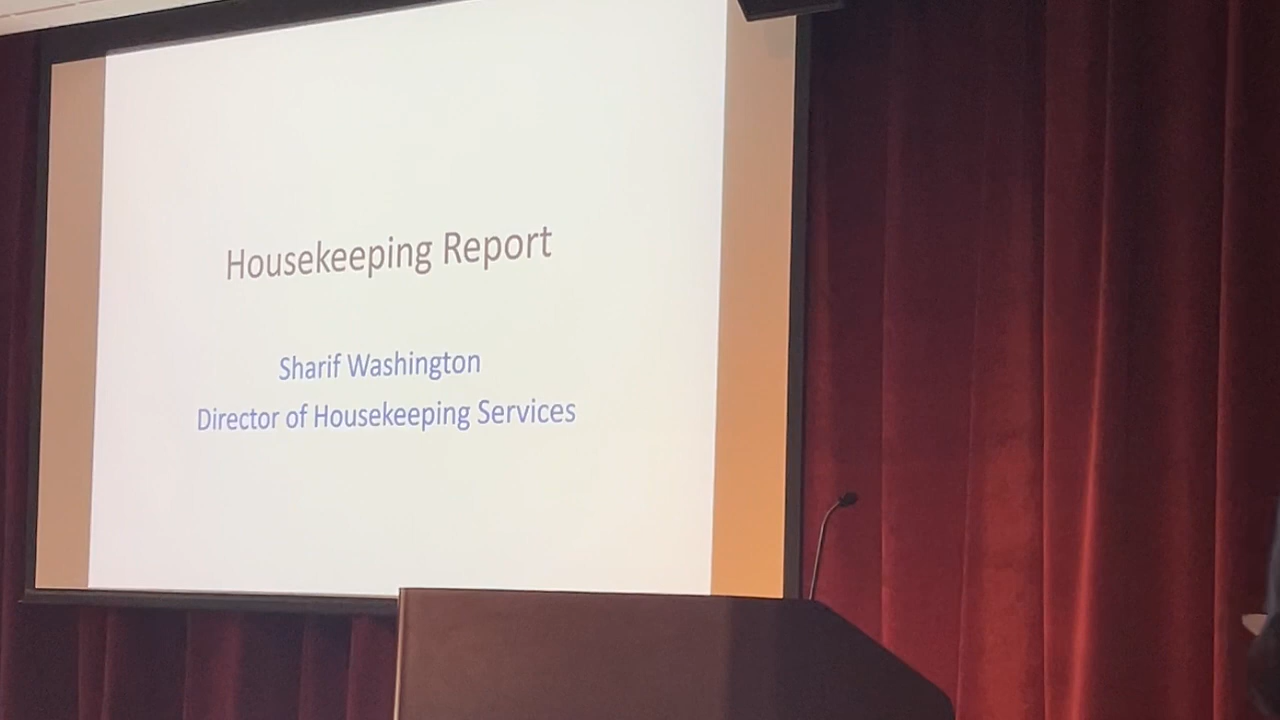 Housekeeping Report
Sharif Washington
Director of Housekeeping Services